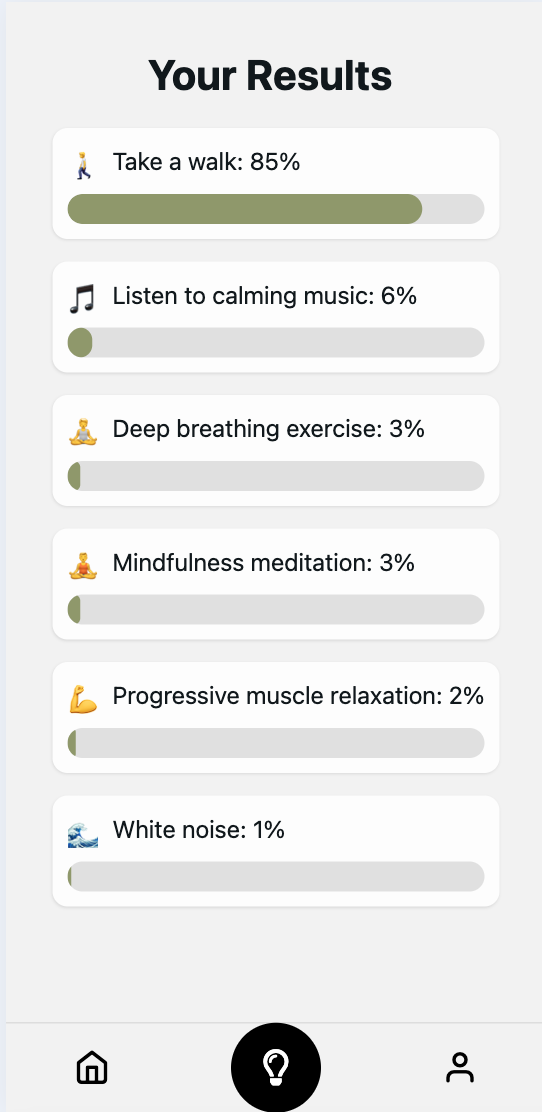 Your Results
Take a walk: 85%
Listen to calming music: 6%
Deep breathing exercise: 3%
Mindfulness meditation: 3%
Progressive muscle relaxation: 2%
White noise: 1%